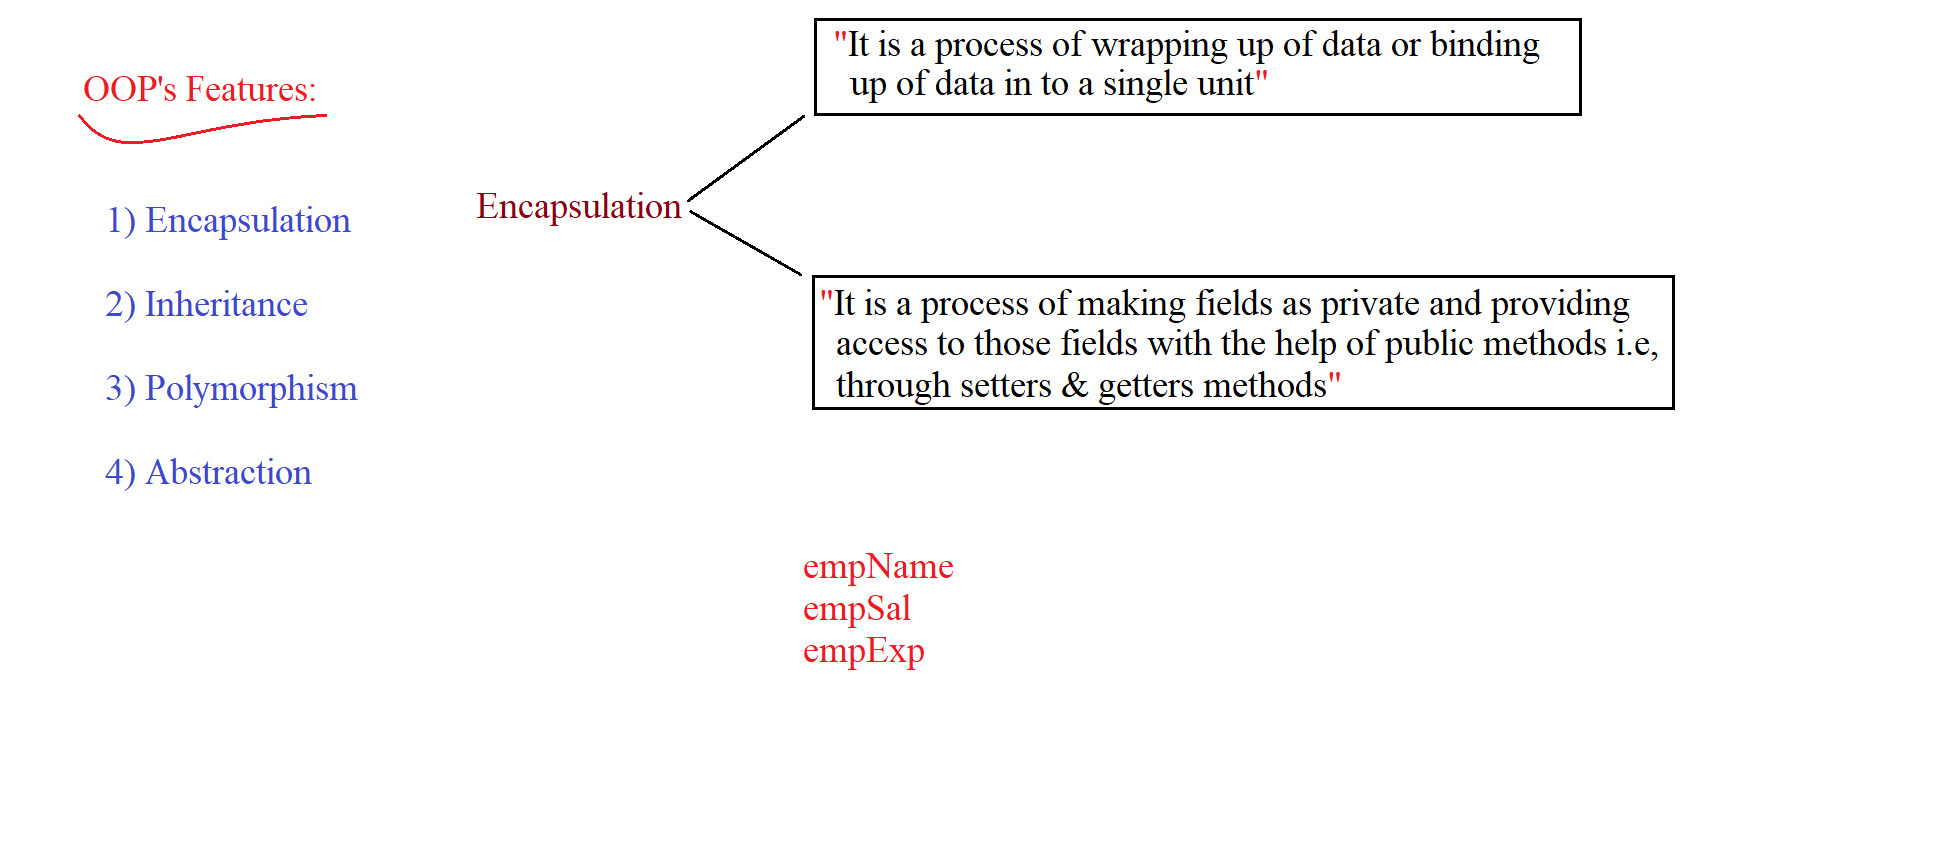 OOP's Features:
1) Encapsulation
2) Inheritance
3) Polymorphism
4) Abstraction
Encapsulation
"It is a process of wrapping up of data or binding
up of data in to a single unit"
"It is a process of making fields as private and providing
access to those fields with the help of public methods i.e,
through setters & getters methods"
empName
empSal
empExp